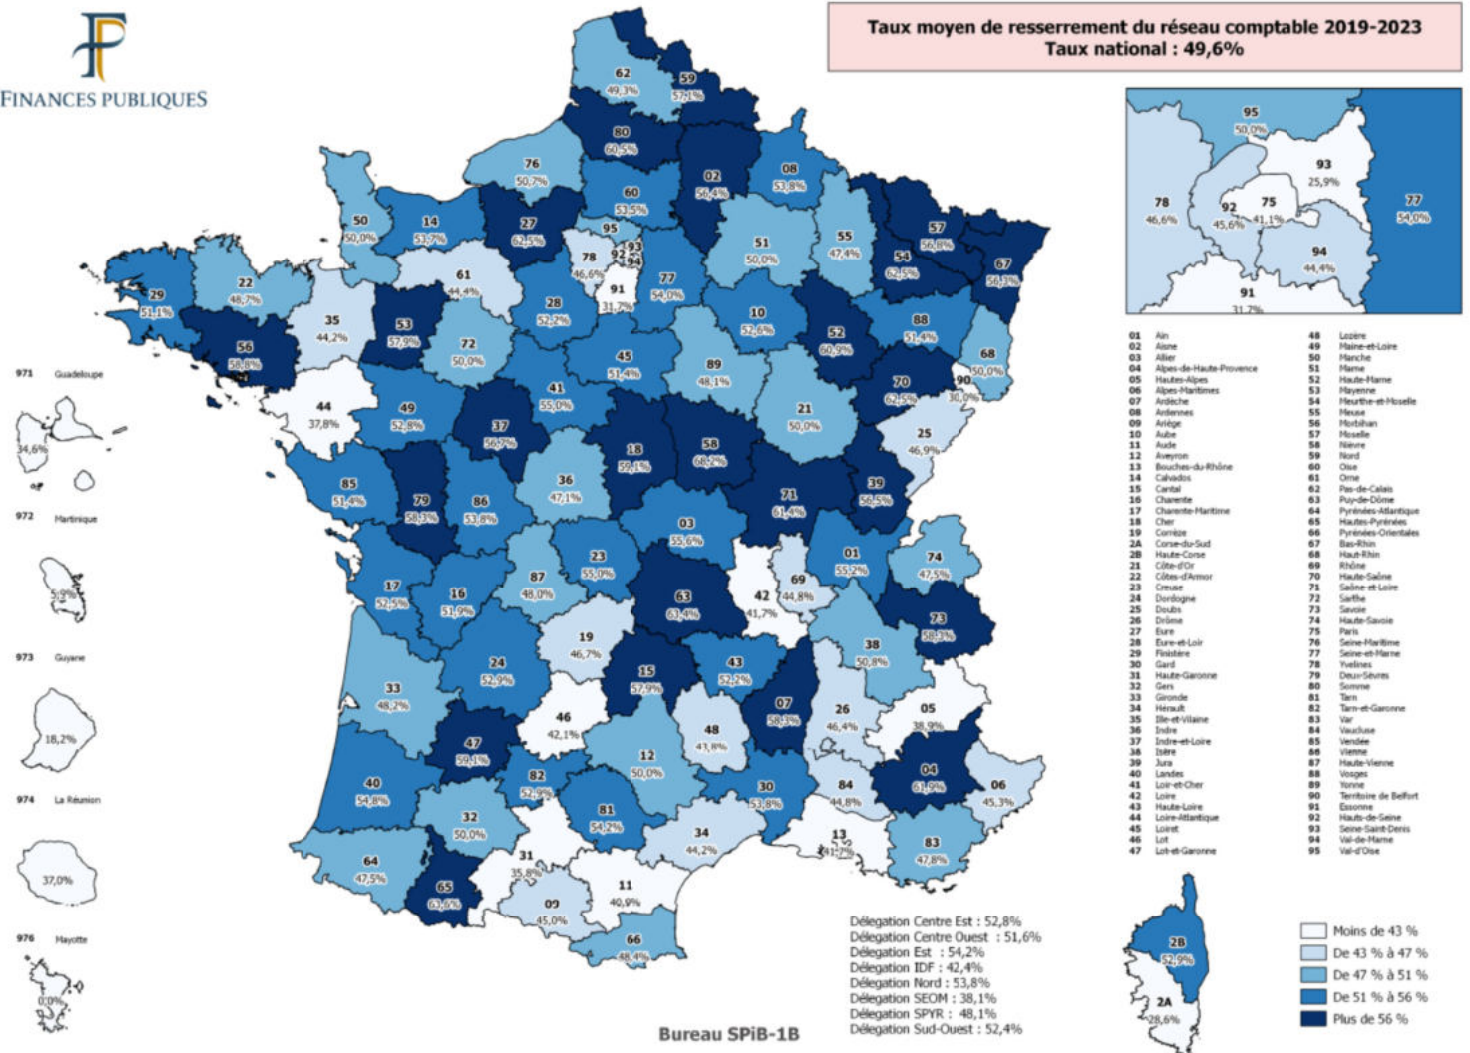 Taux moyen de resserrement du réseau comptable 2019-2023
Taux national : 49,6%
FINANCES PUBLIQUES
62
49,3%
59
57,1%
80
60,5%
76
50,7%
02
56,4%
08
53,8%
60
53,5%
27
62,5%
50
50,0%
14
53,7%
95
93
92
94
78
46,6%
91
31,7%
77
54,0%
51
50,0%
55
47,4%
57
56,8%
54
62,5%
67
56,3%
61
44,4%
22
48,7%
29
51,1%
35
44,2%
53
57,9%
56
58,8%
28
52,2%
10
52,6%
52
60,9%
88
51,4%
68
50,0%
72
50,0%
45
51,4%
89
48,1%
70
62,5%
90
30,0%
44
37,8%
49
52,8%
41
55,0%
37
56,7%
21
50,0%
25
46,9%
18
59,1%
58
68,2%
85
51,4%
79
58,3%
86
53,8%
36
47,1%
71
61,4%
39
56,5%
03
55,6%
23
55,0%
01
55,2%
74
47,5%
17
52,5%
16
51,9%
87
48,0%
63
63,4%
42
41,7%
69
44,8%
73
58,3%
19
46,7%
38
50,8%
24
52,9%
15
57,9%
43
52,2%
33
48,2%
07
58,3%
26
46,4%
05
38,9%
46
42,1%
48
43,8%
47
59,1%
12
50,0%
04
61,9%
06
45,3%
40
54,8%
82
52,9%
30
53,8%
84
44,8%
32
50,0%
81
54,2%
34
44,2%
13
41,7%
83
47,8%
64
47,5%
65
63,6%
31
35,8%
09
45,0%
11
40,9%
66
48,4%
971 Guadeloupe
34,6%
972 Martinique
5,9%
973 Guyane
18,2%
974 La Réunion
37,0%
976 Mayotte
0,0%
95
50,0%
93
25,9%
78
46,6%
92
45,6%
75
41,1%
77
54,0%
94
44,4%
91
31,7%
01 Ain
02 Aisne
03 Allier
04 Alpes-de-Haute-Provence
05 Hautes-Alpes
06 Alpes-Maritimes
07 Ardèche
08 Ardennes
09 Ariège
10 Aube
11 Aude
12 Aveyron
13 Bouches-du-Rhône
14 Calvados
15 Cantal
16 Charente
17 Charente-Maritime
18 Cher
19 Corrèze
2A Corse-du-Sud
2B Haute-Corse
21 Côte-d'Or
22 Côtes-d'Armor
23 Creuse
24 Dordogne
25 Doubs
26 Drôme
27 Eure
28 Eure-et-Loir
29 Finistère
30 Gard
31 Haute-Garonne
32 Gers
33 Gironde
34 Hérault
35 Ille-et-Vilaine
36 Indre
37 Indre-et-Loire
38 Isère
39 Jura
40 Landes
41 Loir-et-Cher
42 Loire
43 Haute-Loire
44 Loire-Atlantique
45 Loiret
46 Lot
47 Lot-et-Garonne
48 Lozère
49 Maine-et-Loire
50 Manche
51 Marne
52 Haute-Marne
53 Mayenne
54 Meurthe-et-Moselle
55 Meuse
56 Morbihan
57 Moselle
58 Nièvre
59 Nord
60 Oise
61 Orne
62 Pas-de-Calais
63 Puy-de-Dôme
64 Pyrénées-Atlantique
65 Hautes-Pyrénées
66 Pyrénées-Orientales
67 Bas-Rhin
68 Haut-Rhin
69 Rhône
70 Haute-Saône
71 Saône-et-Loire
72 Sarthe
73 Savoie
74 Haute-Savoie
75 Paris
76 Seine-Maritime
77 Seine-et-Marne
78 Yvelines
79 Deux-Sèvres
80 Somme
81 Tarn
82 Tarn-et-Garonne
83 Var
84 Vaucluse
85 Vendée
86 Vienne
87 Haute-Vienne
88 Vosges
89 Yonne
90 Territoire de Belfort
91 Essonne
92 Hauts-de-Seine
93 Seine-Saint-Denis
94 Val-de-Marne
95 Val-d'Oise
Délegation Centre Est : 52,8%
Délegation Centre Ouest : 51,6%
Délegation Est : 54,2%
Délegation IDF : 42,4%
Délegation Nord : 53,8%
Délegation SEOM : 38,1%
Délegation SPYR : 48,1%
Délegation Sud-Ouest : 52,4%
Bureau SPiB-1B
2B
52,9%
2A
28,6%
Moins de 43 %
De 43 % à 47 %
De 47 % à 51 %
De 51 % à 56 %
Plus de 56 %